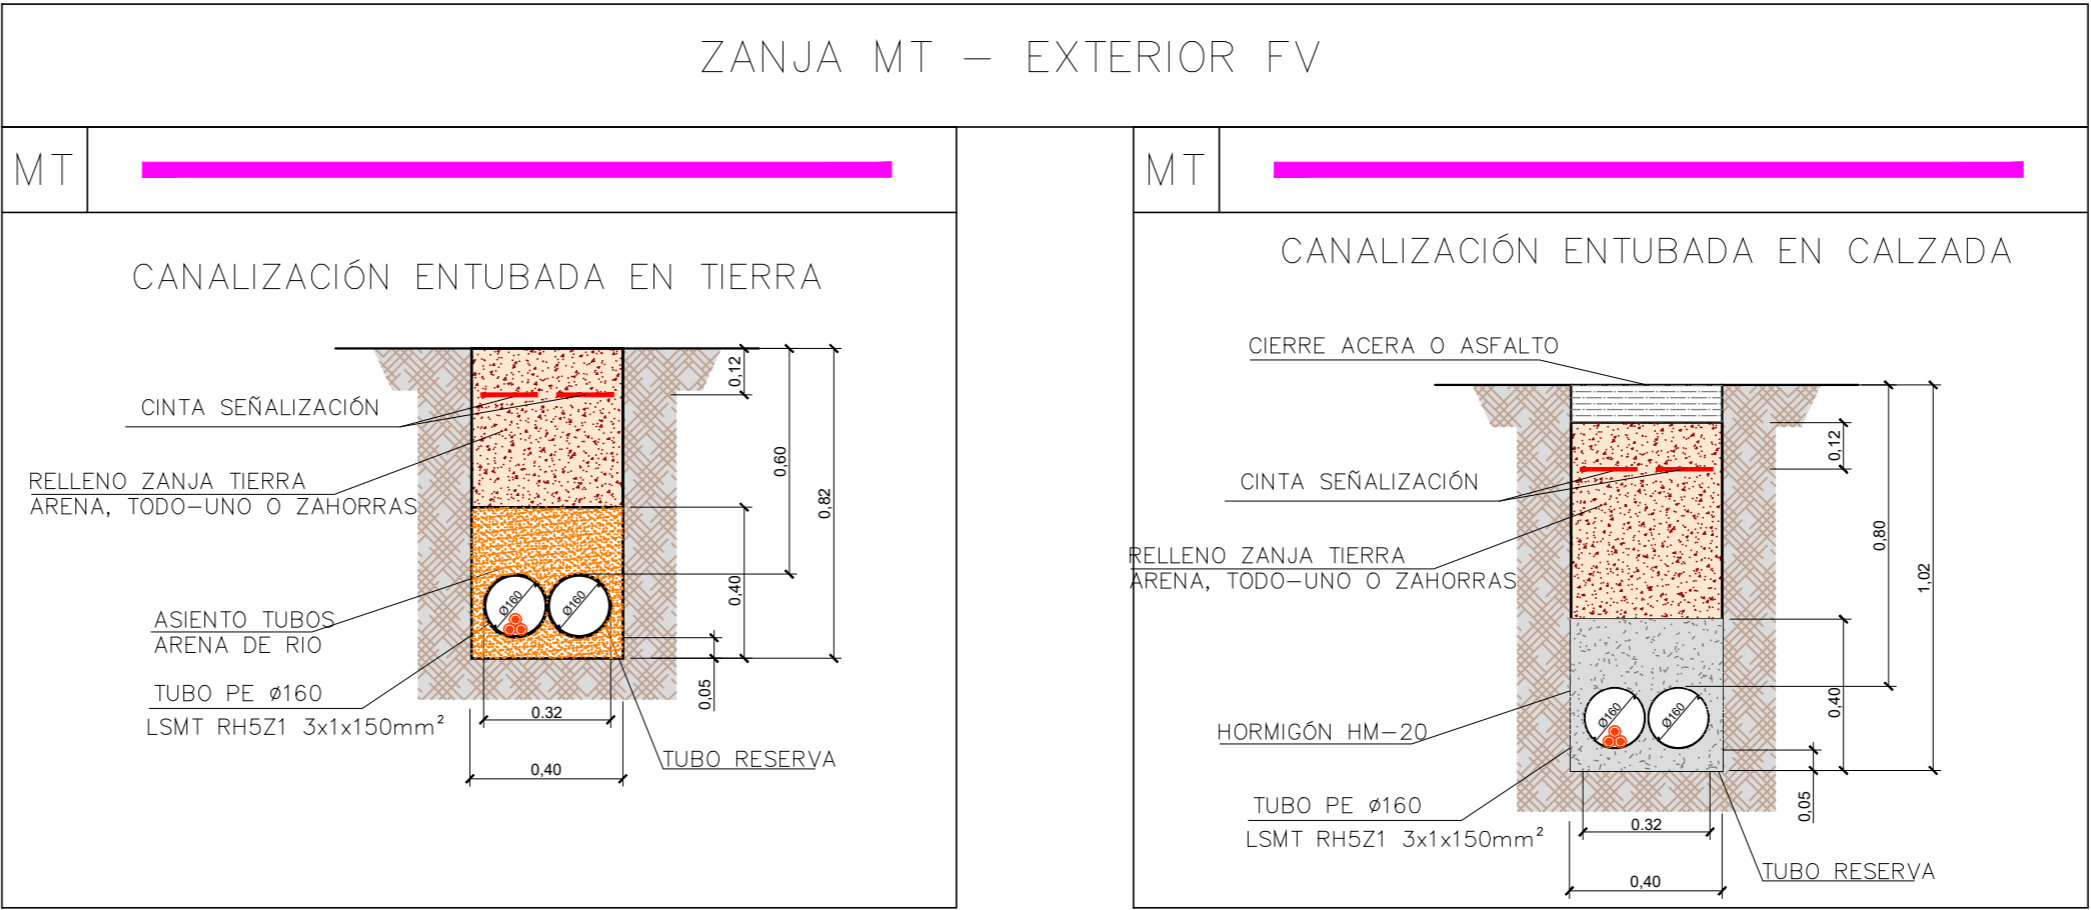 ZANJA MT – EXTERIOR FV
MT
CANALIZACIÓN ENTUBADA EN TIERRA
0,12
CINTA SEÑALIZACIÓN
0,60
0,82
RELLENO ZANJA TIERRA
ARENA, TODO–UNO O ZAHORRAS
0,40
Ø160
Ø160
ASIENTO TUBOS
ARENA DE RIO
0,05
TUBO PE Ø160
LSMT RH5Z1 3x1x150mm²
0.32
TUBO RESERVA
0,40
MT
CANALIZACIÓN ENTUBADA EN CALZADA
CIERRE ACERA O ASFALTO
0,12
CINTA SEÑALIZACIÓN
0,80
1,02
RELLENO ZANJA TIERRA
ARENA, TODO–UNO O ZAHORRAS
0,40
Ø160
Ø160
HORMIGÓN HM–20
0,05
TUBO PE Ø160
LSMT RH5Z1 3x1x150mm²
0.32
TUBO RESERVA
0,40